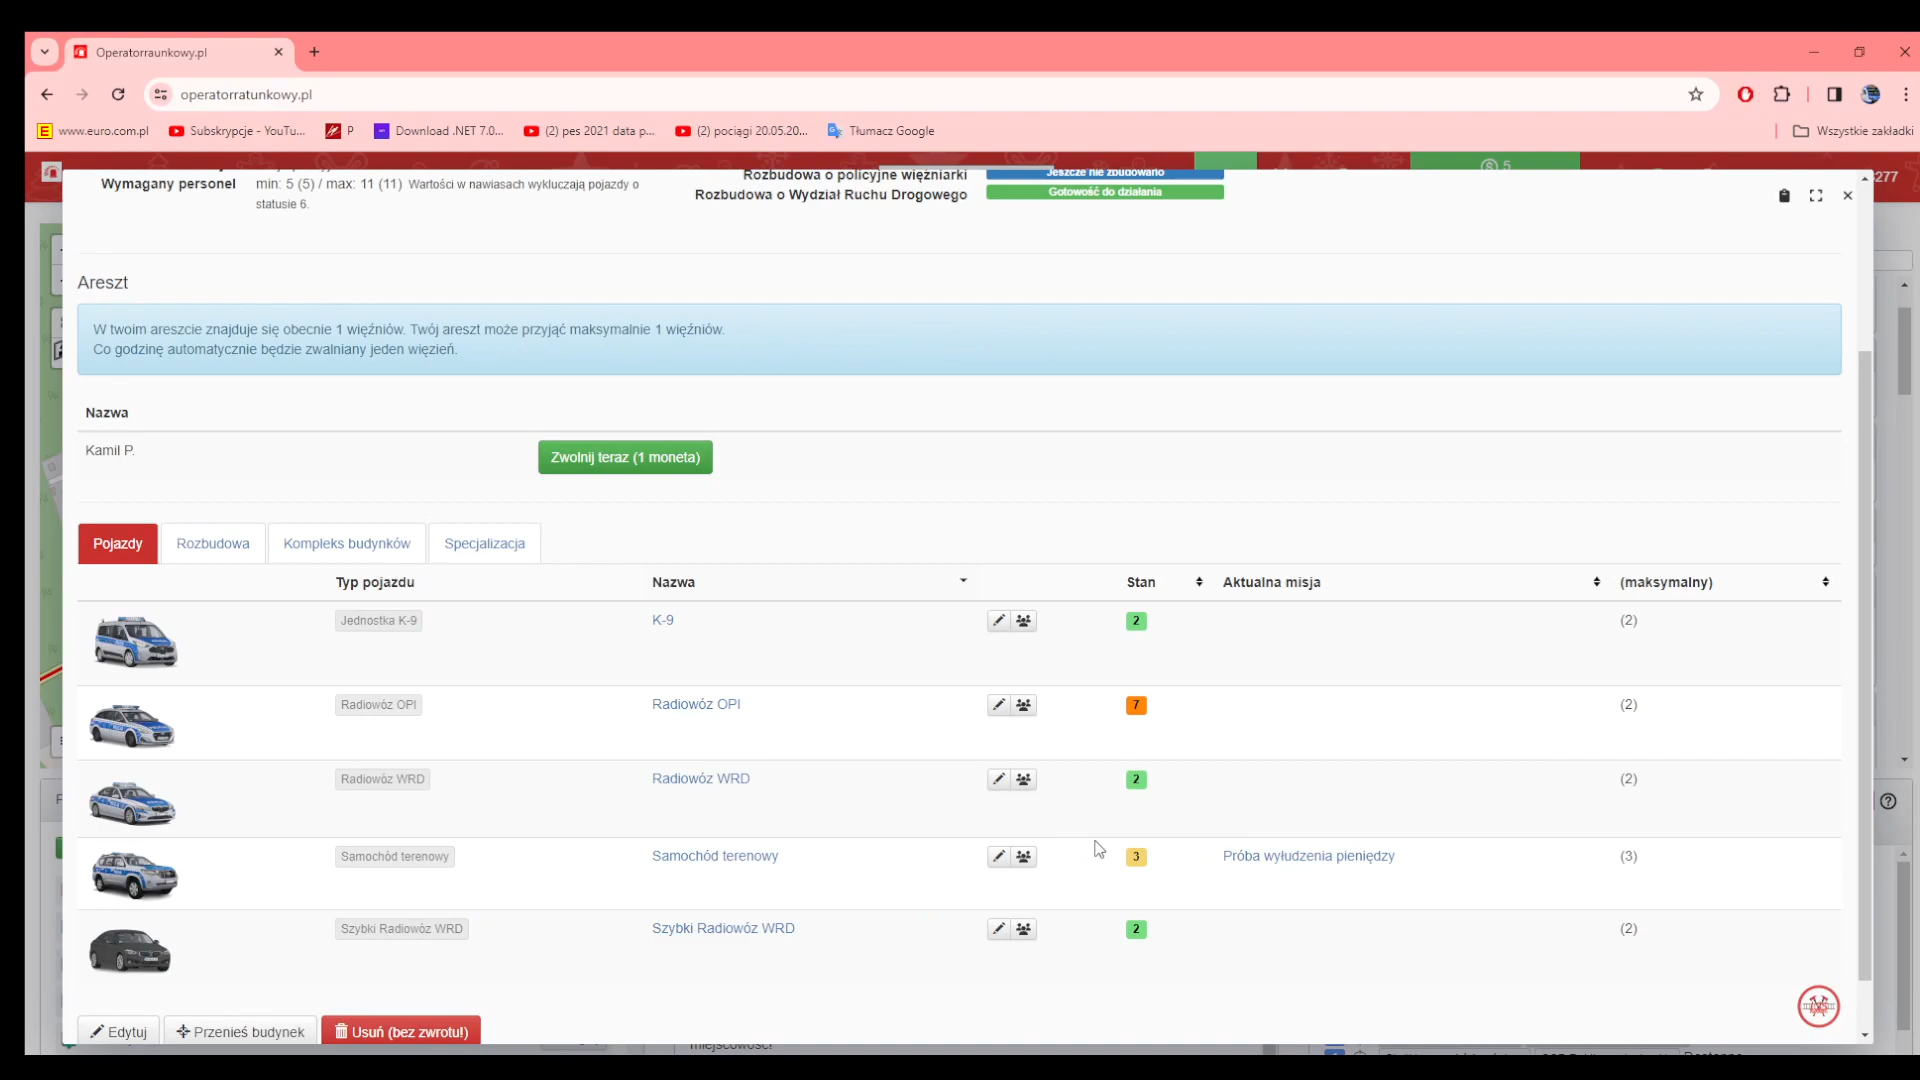 Operatorraunkowy.pl
operatorratunkowy.pl
www.euro.com.pl
Subskrypcje - YouTu...
P
Download .NET 7.0...
(2) pes 2021 data p...
(2) pociągi 20.05.20...
Tłumacz Google
Wszystkie zakładki
5
277
Wymagany personel
min: 5 (5) / max: 11 (11) Wartości w nawiasach wykluczają pojazdy o
statusie 6.
Rozbudowa o policyjne więźniarki
Jeszcze nie zbudowano
Rozbudowa o Wydział Ruchu Drogowego
Gotowość do działania
Areszt
W twoim areszcie znajduje się obecnie 1 więźniów. Twój areszt może przyjąć maksymalnie 1 więźniów.
Co godzinę automatycznie będzie zwalniany jeden więzień.
Nazwa
Kamil P.
Zwolnij teraz (1 moneta)
Pojazdy
Rozbudowa
Kompleks budynków
Specjalizacja
Typ pojazdu
Nazwa
Stan
Aktualna misja
(maksymalny)
Jednostka K-9
K-9
2
(2)
Radiowóz OPI
Radiowóz OPI
7
(2)
Radiowóz WRD
Radiowóz WRD
2
(2)
Samochód terenowy
Samochód terenowy
3
Próba wyłudzenia pieniędzy
(3)
Szybki Radiowóz WRD
Szybki Radiowóz WRD
2
(2)
Edytuj
Przenieś budynek
Usuń (bez zwrotu!)
miejscowość!